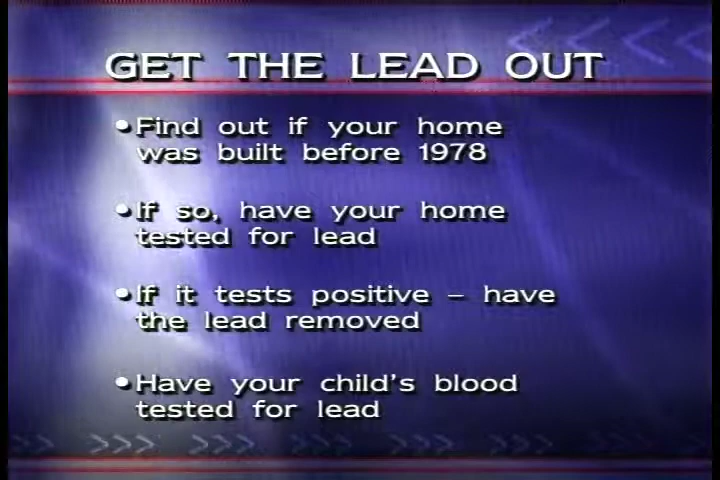 GET THE LEAD OUT
•Find out if your home
was built before 1978
•If so, have your home
tested for lead
•If it tests positive – have
the lead removed
•Have your child's blood
tested for lead